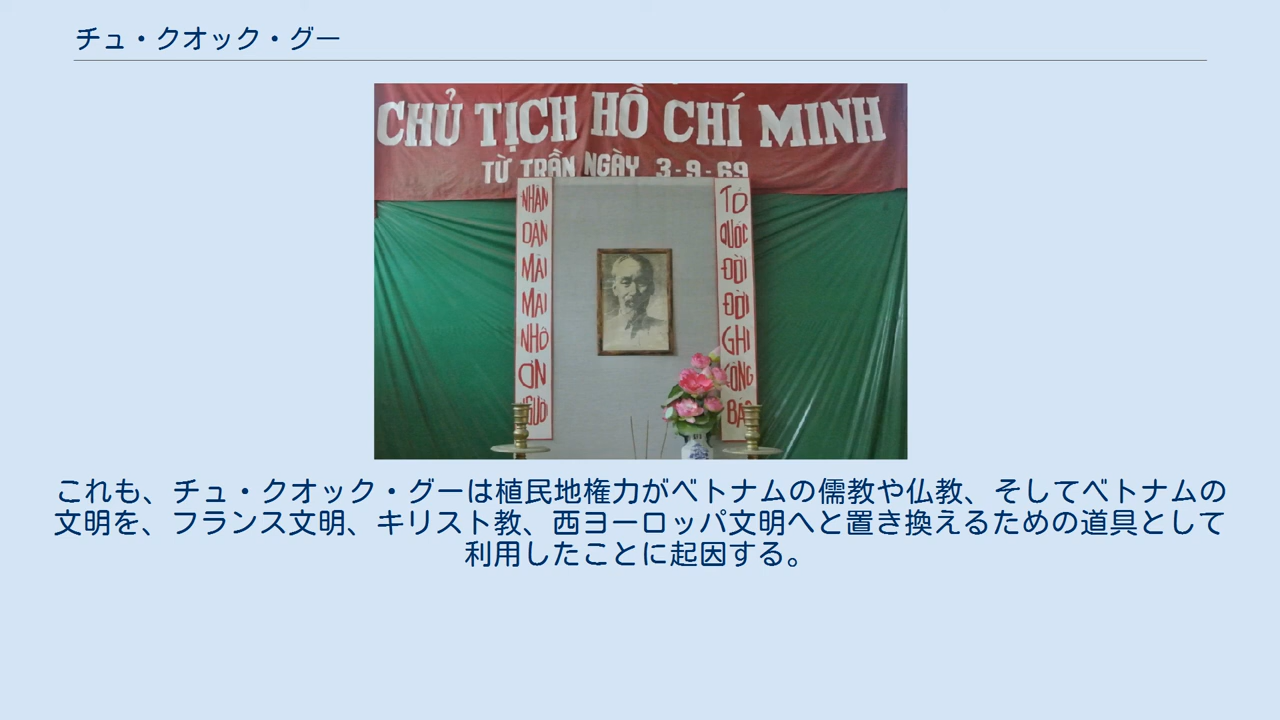 チュ・クオック・グー
CHỦ TỊCH HỒ CHÍ MINH
TỪ TRẦN NGÀY 3-9-69
NHÂN
DÂN
MÃI
MÃI
NHỚ
ƠN
NGƯỜI
TỔ
QUỐC
ĐỜI
ĐỜI
GHI
CÔNG
BÁC
これも、チュ・クオック・グーは植民地権力がベトナムの儒教や仏教、そしてベトナムの
文明を、フランス文明、キリスト教、西ヨーロッパ文明へと置き換えるための道具として
利用したことに起因する。